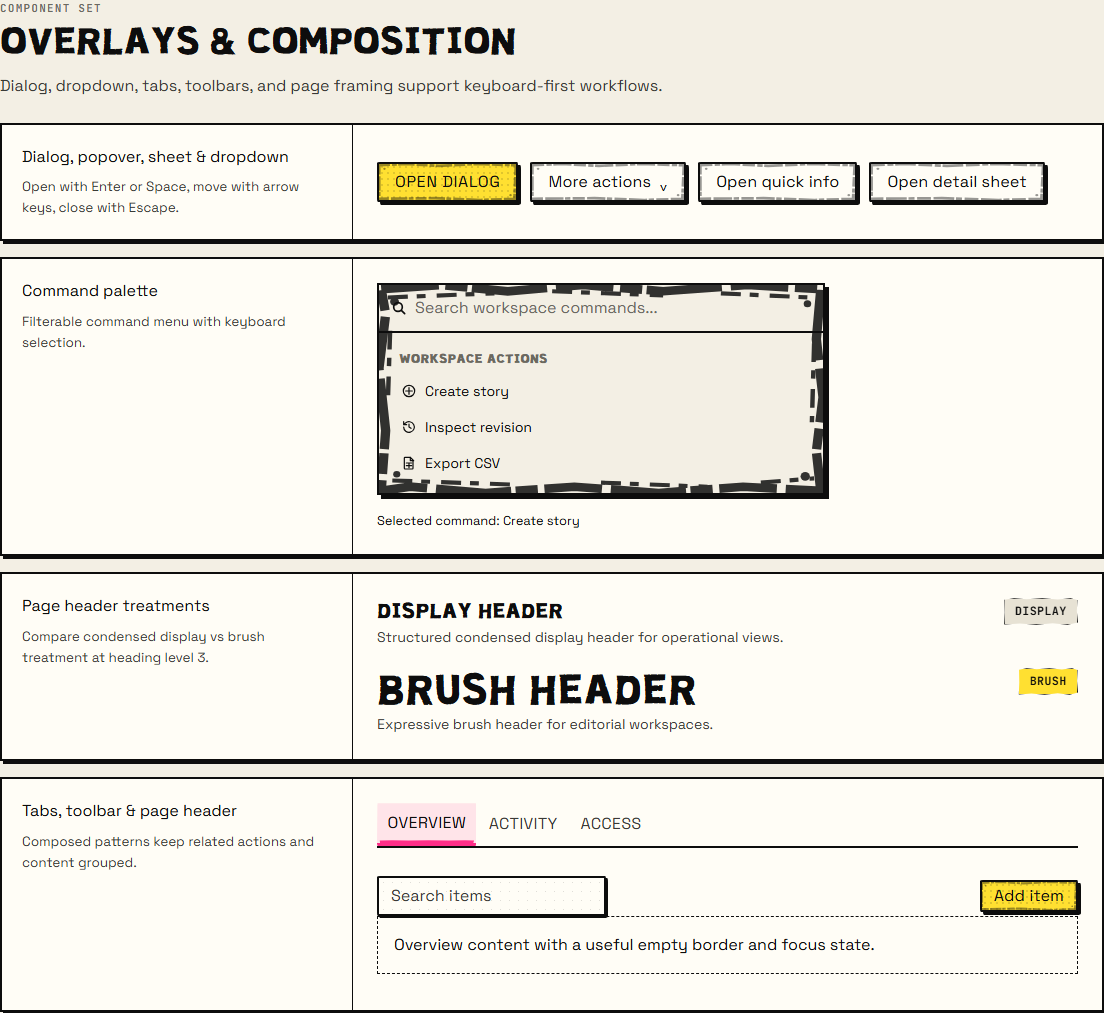 COMPONENT SET
OVERLAYS & COMPOSITION
Dialog, dropdown, tabs, toolbars, and page framing support keyboard-first workflows.
Dialog, popover, sheet & dropdown
Open with Enter or Space, move with arrow
keys, close with Escape.
OPEN DIALOG
More actions v
Open quick info
Open detail sheet
Command palette
Filterable command menu with keyboard
selection.
Search workspace commands...
WORKSPACE ACTIONS
Create story
Inspect revision
Export CSV
Selected command: Create story
Page header treatments
Compare condensed display vs brush
treatment at heading level 3.
DISPLAY HEADER
DISPLAY
Structured condensed display header for operational views.
BRUSH HEADER
BRUSH
Expressive brush header for editorial workspaces.
Tabs, toolbar & page header
Composed patterns keep related actions and
content grouped.
OVERVIEW
ACTIVITY
ACCESS
Search items
Add item
Overview content with a useful empty border and focus state.